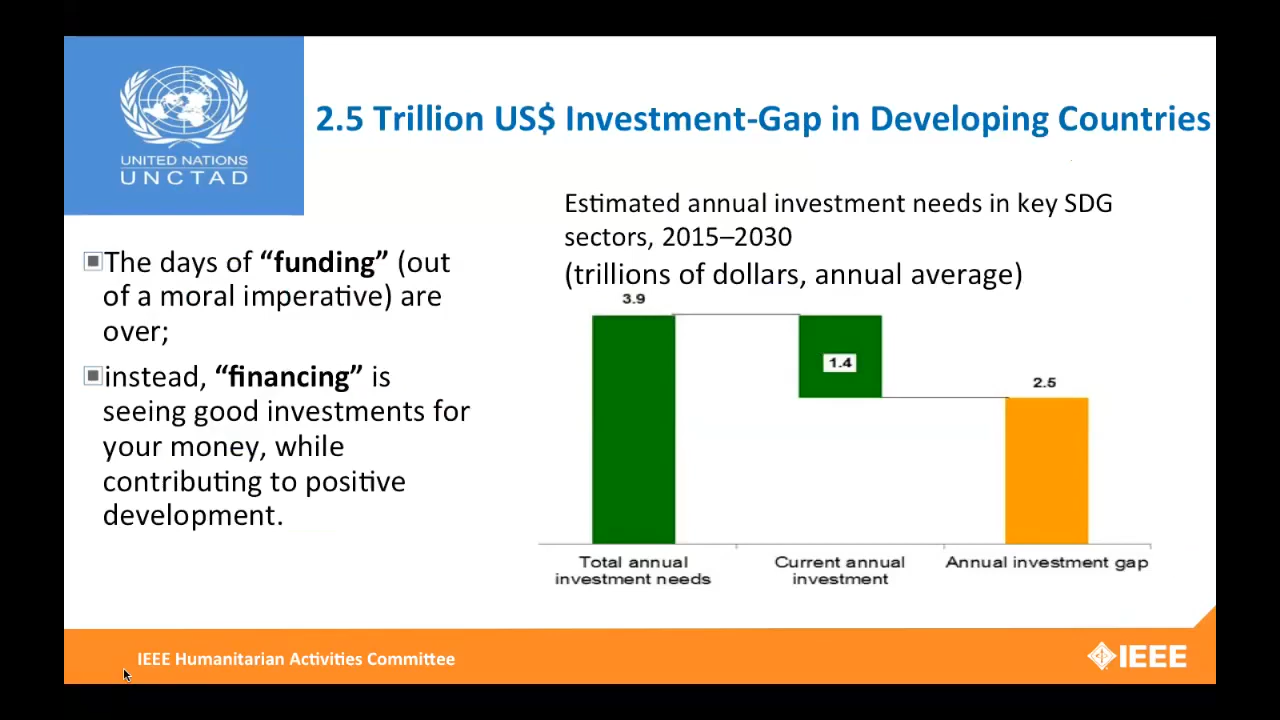 UNITED NATIONS
UNCTAD
2.5 Trillion US$ Investment-Gap in Developing Countries
The days of “funding” (out
of a moral imperative) are
over;
instead, “financing” is
seeing good investments for
your money, while
contributing to positive
development.
Estimated annual investment needs in key SDG
sectors, 2015–2030
(trillions of dollars, annual average)
3.9
1.4
2.5
Total annual
investment needs
Current annual
investment
Annual investment gap
IEEE Humanitarian Activities Committee
IEEE